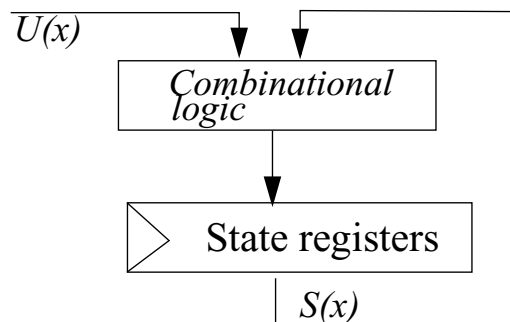 U(x)
Combinational
logic
State registers
S(x)